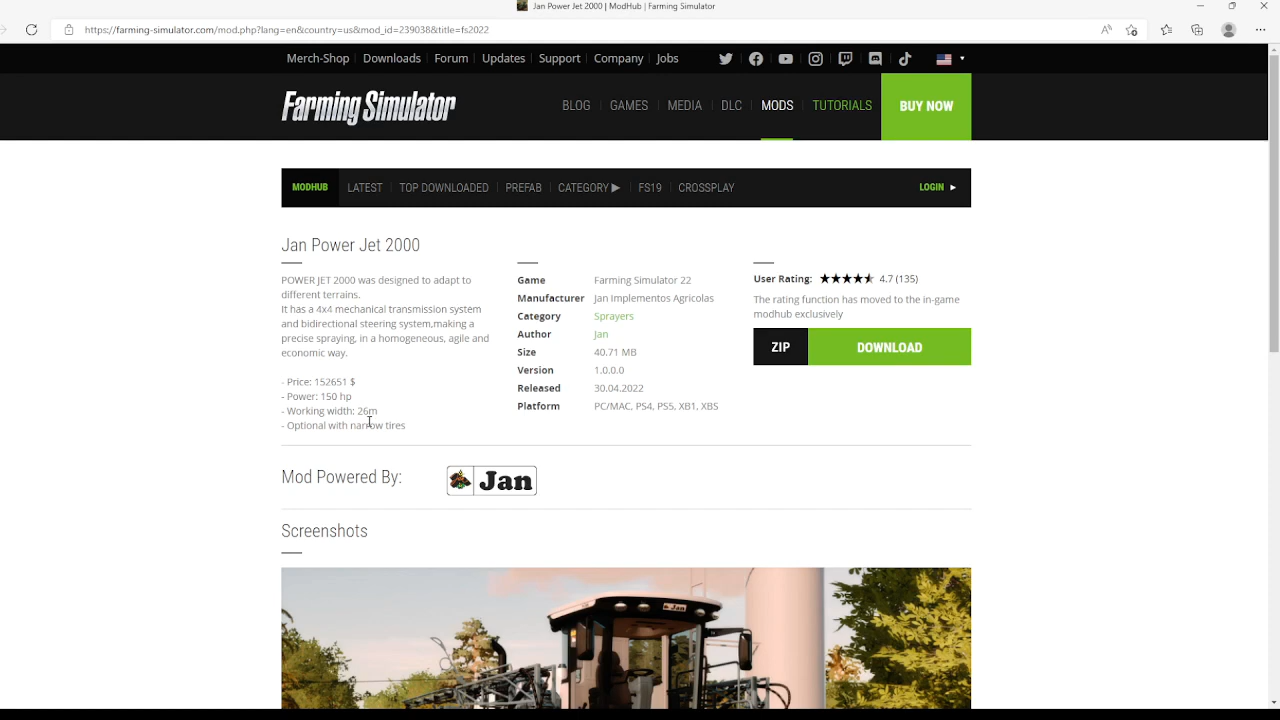 Jan Power Jet 2000 | ModHub | Farming Simulator
https://farming-simulator.com/mod.php?lang=en&country=us&mod_id=239038&title=fs2022
Merch-Shop Downloads Forum Updates Support Company Jobs
Farming Simulator BLOG GAMES MEDIA DLC MODS TUTORIALS BUY NOW
MODHUB LATEST TOP DOWNLOADED PREFAB CATEGORY ▶ FS19 CROSSPLAY LOGIN ►
Jan Power Jet 2000
POWER JET 2000 was designed to adapt to
different terrains.
It has a 4x4 mechanical transmission system
and bidirectional steering system,making a
precise spraying, in a homogeneous, agile and
economic way.
- Price: 152651 $
- Power: 150 hp
- Working width: 26m
- Optional with narrow tires
Game Farming Simulator 22
Manufacturer Jan Implementos Agricolas
Category Sprayers
Author Jan
Size 40.71 MB
Version 1.0.0.0
Released 30.04.2022
Platform PC/MAC, PS4, PS5, XB1, XBS
User Rating: 4.7 (135)
The rating function has moved to the in-game
modhub exclusively
ZIP DOWNLOAD
Mod Powered By: Jan
Screenshots
Jan